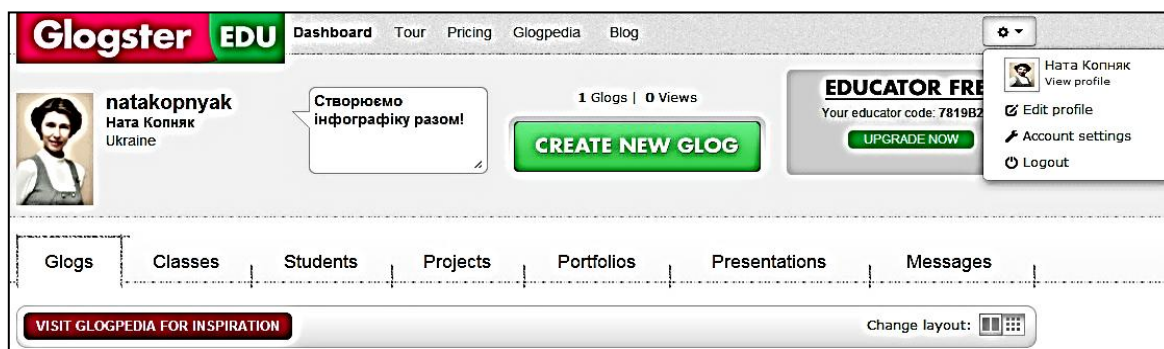 Glogster EDU Dashboard Tour Pricing Glogpedia Blog
Ната Копняк
View profile
Edit profile
Account settings
Logout
natakopnyak
Ната Копняк
Ukraine
Створюємо
інфографіку разом!
1 Glogs | 0 Views
CREATE NEW GLOG
EDUCATOR FRE
Your educator code: 7819B2
UPGRADE NOW
Glogs Classes Students Projects Portfolios Presentations Messages
VISIT GLOGPEDIA FOR INSPIRATION
Change layout: